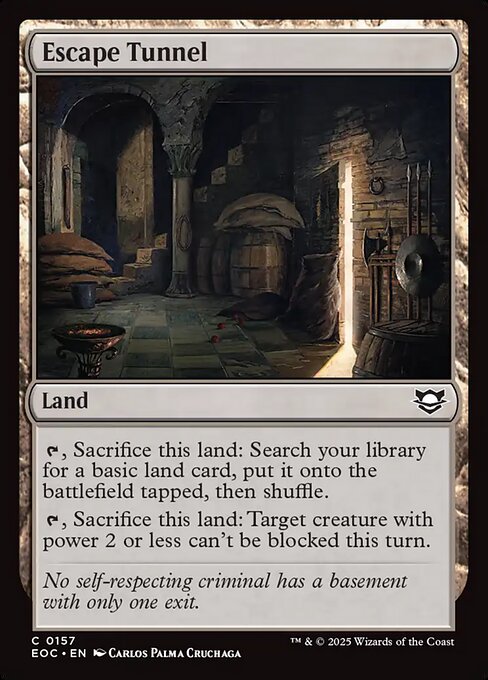 Escape Tunnel
Land
, Sacrifice this land: Search your library
for a basic land card, put it onto the
battlefield tapped, then shuffle.
, Sacrifice this land: Target creature with
power 2 or less can't be blocked this turn.
No self-respecting criminal has a basement
with only one exit.
C 0157
EOC • EN Carlos Palma Cruchaga
™ & © 2025 Wizards of the Coast